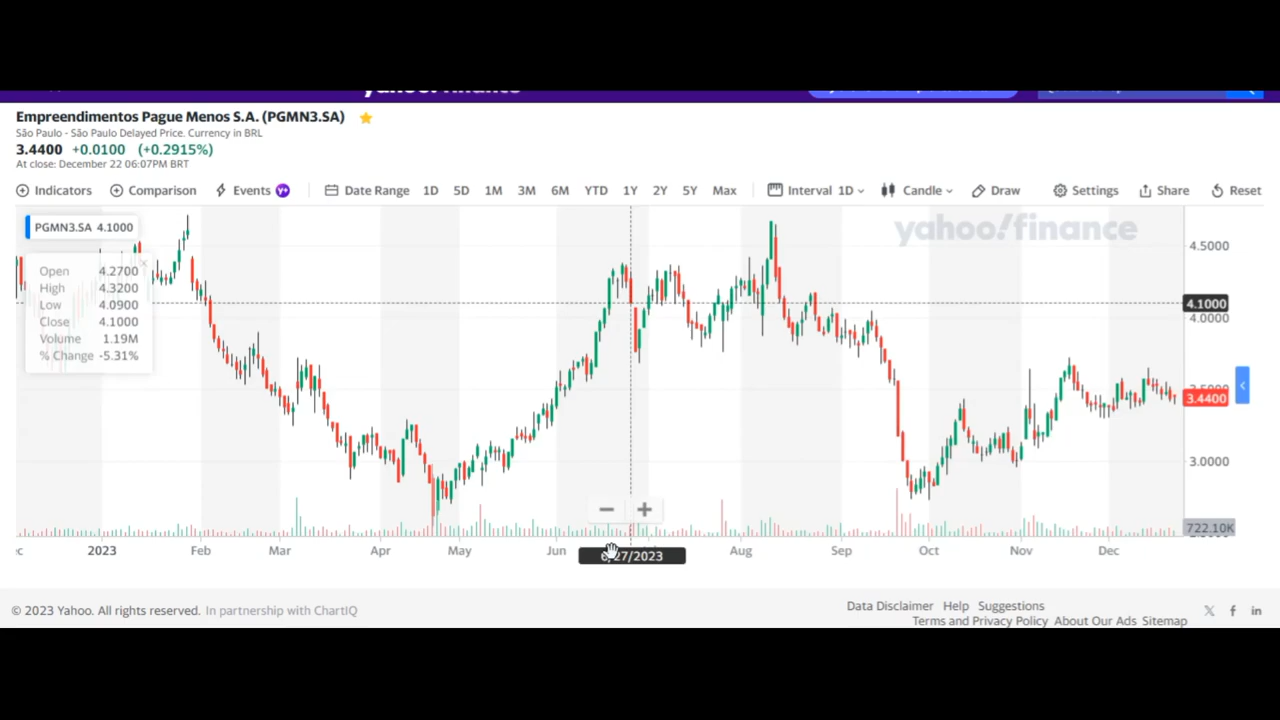 Empreendimentos Pague Menos S.A. (PGMN3.SA)
São Paulo - São Paulo Delayed Price. Currency in BRL
3.4400 +0.0100 (+0.2915%)
At close: December 22 06:07PM BRT
Indicators Comparison Events Y+ Date Range 1D 5D 1M 3M 6M YTD 1Y 2Y 5Y Max Interval 1D Candle Draw Settings Share Reset
PGMN3.SA 4.1000
yahoo!finance
Open 4.2700
High 4.3200
Low 4.0900
Close 4.1000
Volume 1.19M
% Change -5.31%
4.5000
4.1000
4.0000
3.4400
3.0000
722.10K
2023 Feb Mar Apr May Jun Aug Sep Oct Nov Dec
6/27/2023
© 2023 Yahoo. All rights reserved. In partnership with ChartIQ
Data Disclaimer Help Suggestions
Terms and Privacy Policy About Our Ads Sitemap